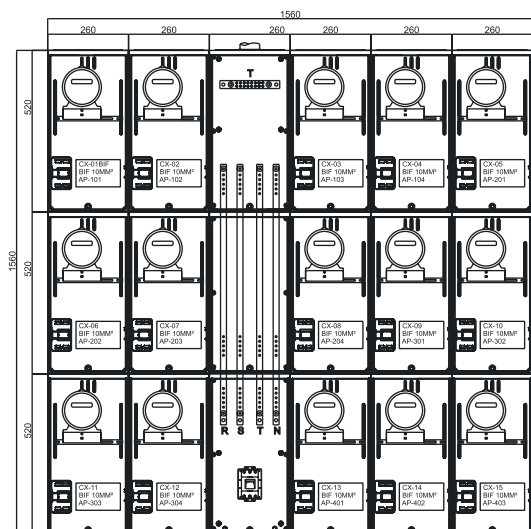 1560
260 260 260 260 260 260
520
T
CX-01BIF
BIF 10MM²
AP-101
CX-02
BIF 10MM²
AP-102
CX-03
BIF 10MM²
AP-103
CX-04
BIF 10MM²
AP-104
CX-05
BIF 10MM²
AP-201
1560
520
CX-06
BIF 10MM²
AP-202
CX-07
BIF 10MM²
AP-203
CX-08
BIF 10MM²
AP-204
CX-09
BIF 10MM²
AP-301
CX-10
BIF 10MM²
AP-302
520
R S T N
CX-11
BIF 10MM²
AP-303
CX-12
BIF 10MM²
AP-304
CX-13
BIF 10MM²
AP-401
CX-14
BIF 10MM²
AP-402
CX-15
BIF 10MM²
AP-403